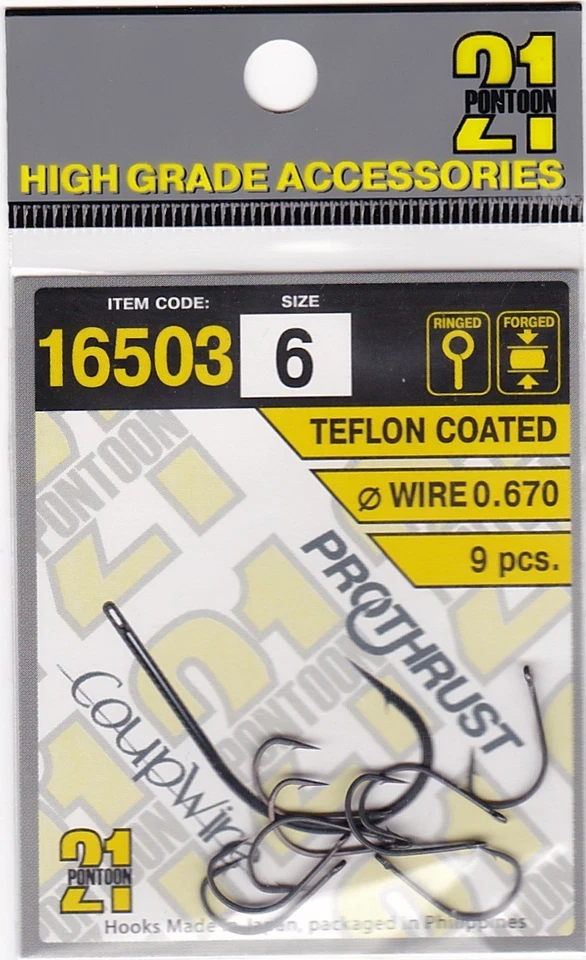 21
PONTOON
HIGH GRADE ACCESSORIES
ITEM CODE:
SIZE
16503
6
RINGED
FORGED
TEFLON COATED
⌀ WIRE 0.670
9 pcs.
PROTHRUST
CoupWire
21
PONTOON
Hooks Made in Japan, packaged in Philippines